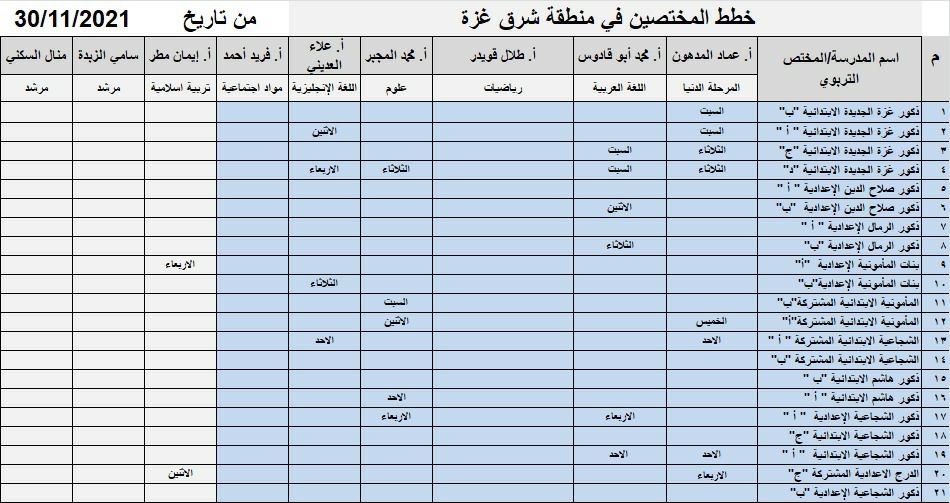 خطط المختصين في منطقة شرق غزة من تاريخ 30/11/2021
م اسم المدرسة/المختص التربوي أ. عماد المدهون أ. محمد أبو قادوس أ. طلال قويدر أ. محمد المجبر أ. علاء العديني أ. فريد أحمد أ. إيمان مطر سامي الزبدة منال السكني
المرحلة الدنيا اللغة العربية رياضيات علوم اللغة الإنجليزية مواد اجتماعية تربية اسلامية مرشد مرشد
١ ذكور غزة الجديدة الابتدائية "ب" السبت
٢ ذكور غزة الجديدة الابتدائية " أ " السبت الاثنين
٣ ذكور غزة الجديدة الابتدائية "ج" الثلاثاء السبت
٤ ذكور غزة الجديدة الابتدائية "د" الثلاثاء السبت الثلاثاء الاربعاء
٥ ذكور صلاح الدين الإعدادية " أ "
٦ ذكور صلاح الدين الإعدادية "ب" الاثنين
٧ ذكور الرمال الإعدادية " أ "
٨ ذكور الرمال الإعدادية "ب" الثلاثاء
٩ بنات المأمونية الإعدادية "أ" الاربعاء
١٠ بنات المأمونية الإعدادية"ب" الثلاثاء
١١ المأمونية الابتدائية المشتركة"ب" السبت
١٢ المأمونية الابتدائية المشتركة"أ" الخميس الاثنين
١٣ الشجاعية الابتدائية المشتركة " أ " الاحد الاحد
١٤ الشجاعية الابتدائية المشتركة "ب"
١٥ ذكور هاشم الابتدائية "ب "
١٦ ذكور هاشم الابتدائية " أ " الاحد
١٧ ذكور الشجاعية الإعدادية " أ " الاربعاء الاربعاء
١٨ ذكور الشجاعية الابتدائية "ج"
١٩ ذكور الشجاعية الابتدائية " أ " الاحد الاحد
٢٠ الدرج الاعدادية المشتركة "ج" الاربعاء الاثنين
٢١ ذكور الشجاعية الإعدادية "ب"